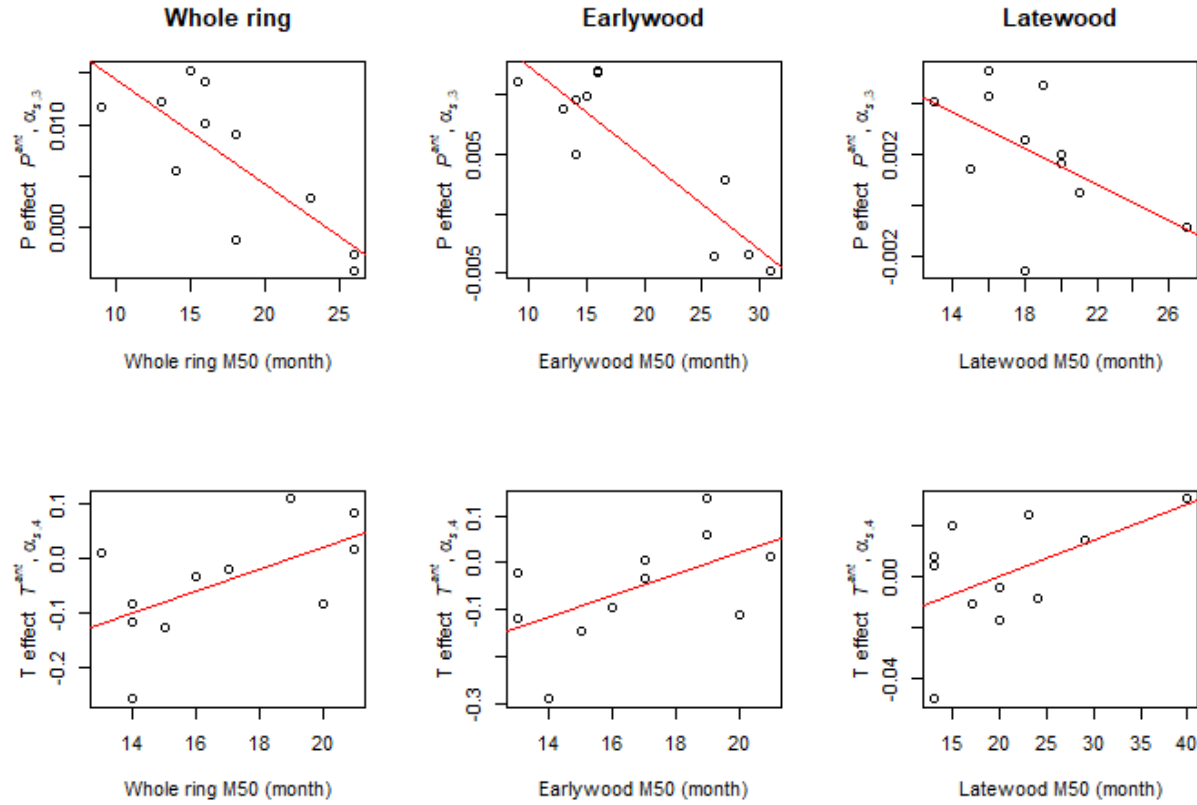 Whole ring
Earlywood
Latewood
P effect P^ant, α_s,3
0.000 0.010
10 15 20 25
Whole ring M50 (month)
P effect P^ant, α_s,3
-0.005 0.005
10 15 20 25 30
Earlywood M50 (month)
P effect P^ant, α_s,3
-0.002 0.002
14 18 22 26
Latewood M50 (month)
T effect T^ant, α_s,4
-0.2 -0.1 0.0 0.1
14 16 18 20
Whole ring M50 (month)
T effect T^ant, α_s,4
-0.3 -0.1 0.0 0.1
14 16 18 20
Earlywood M50 (month)
T effect T^ant, α_s,4
-0.04 0.00
15 20 25 30 35 40
Latewood M50 (month)